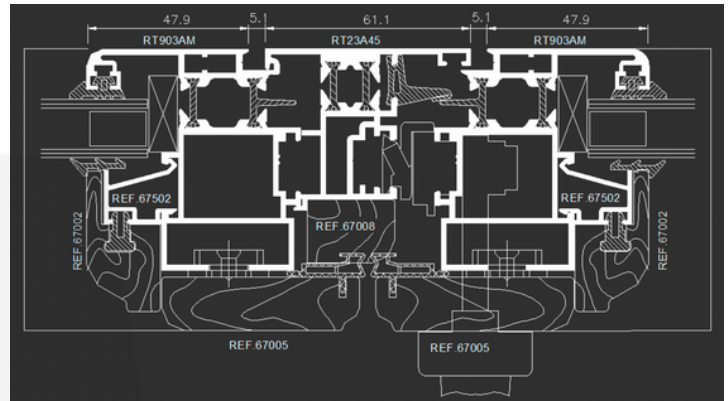 47.9 5.1 61.1 5.1 47.9
RT903AM RT23A45 RT903AM
REF.67502 REF.67502
REF.67008
REF.67002 REF.67002
REF.67005 REF.67005